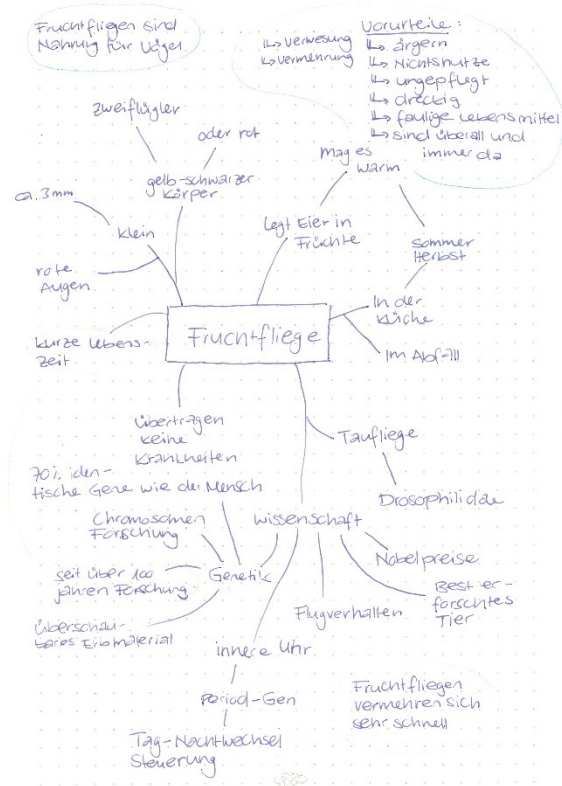 Fruchtfliegen sind
Nahrung für Vögel
Vorurteile:
↳ Verwesung
↳ Vermehrung
↳ ärgern
↳ Nichtsnutze
↳ ungepflegt
↳ dreckig
↳ faulige Lebensmittel
↳ sind überall und
immer da
Zweiflügler
oder rot
gelb-schwarzer
Körper
ca. 3mm
klein
rote
Augen
kurze Lebens-
zeit
mag es
warm
legt Eier in
Früchte
Sommer
Herbst
In der
Küche
Im Abfall
Fruchtfliege
übertragen
keine
Krankheiten
Taufliege
Drosophilidae
70% iden-
tische Gene wie der Mensch
Chromosomen
Forschung
Wissenschaft
Nobelpreise
seit über 100
Jahren Forschung
Genetik
Best er-
forschtes
Tier
Flugverhalten
überschau-
bares Erbmaterial
innere Uhr
Period-Gen
Tag-Nachtwechsel
Steuerung
Fruchtfliegen
vermehren sich
sehr schnell